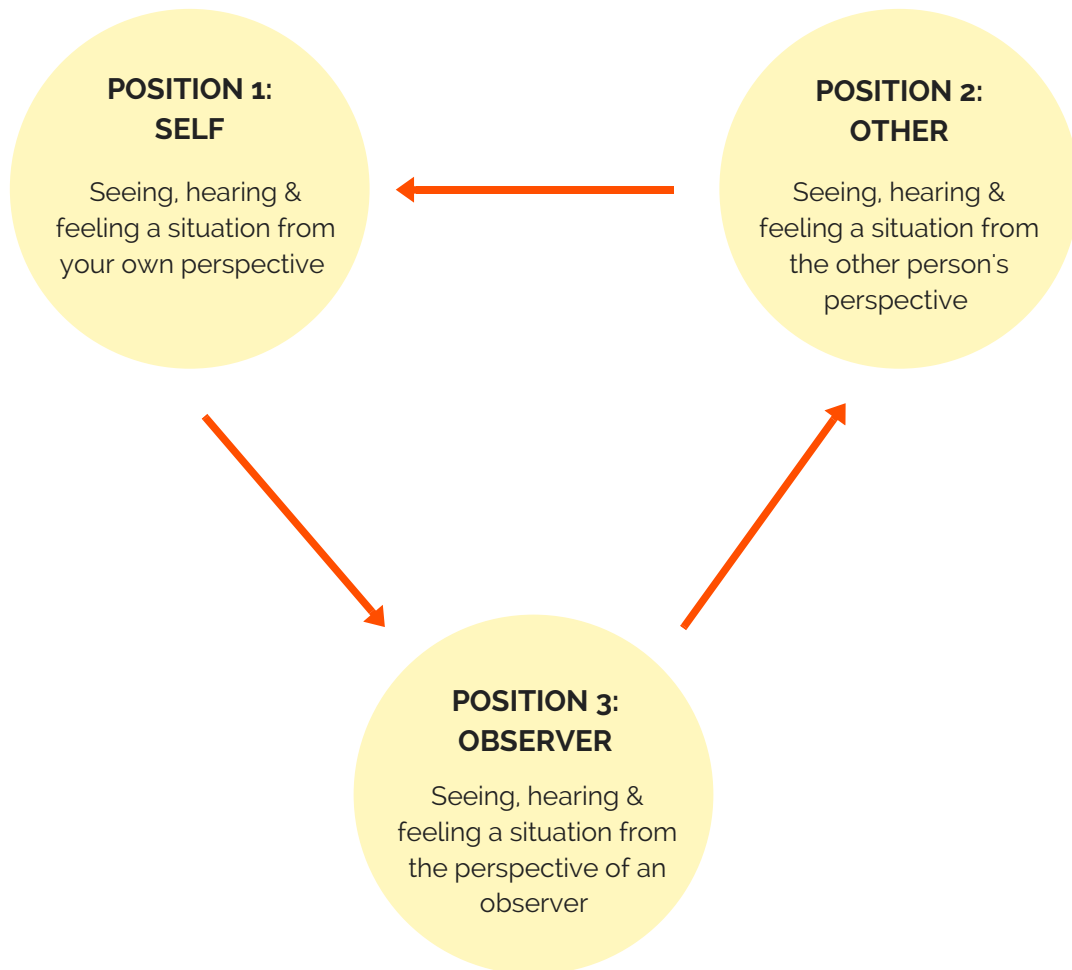 POSITION 1:
SELF
Seeing, hearing &
feeling a situation from
your own perspective
POSITION 2:
OTHER
Seeing, hearing &
feeling a situation from
the other person's
perspective
POSITION 3:
OBSERVER
Seeing, hearing &
feeling a situation from
the perspective of an
observer